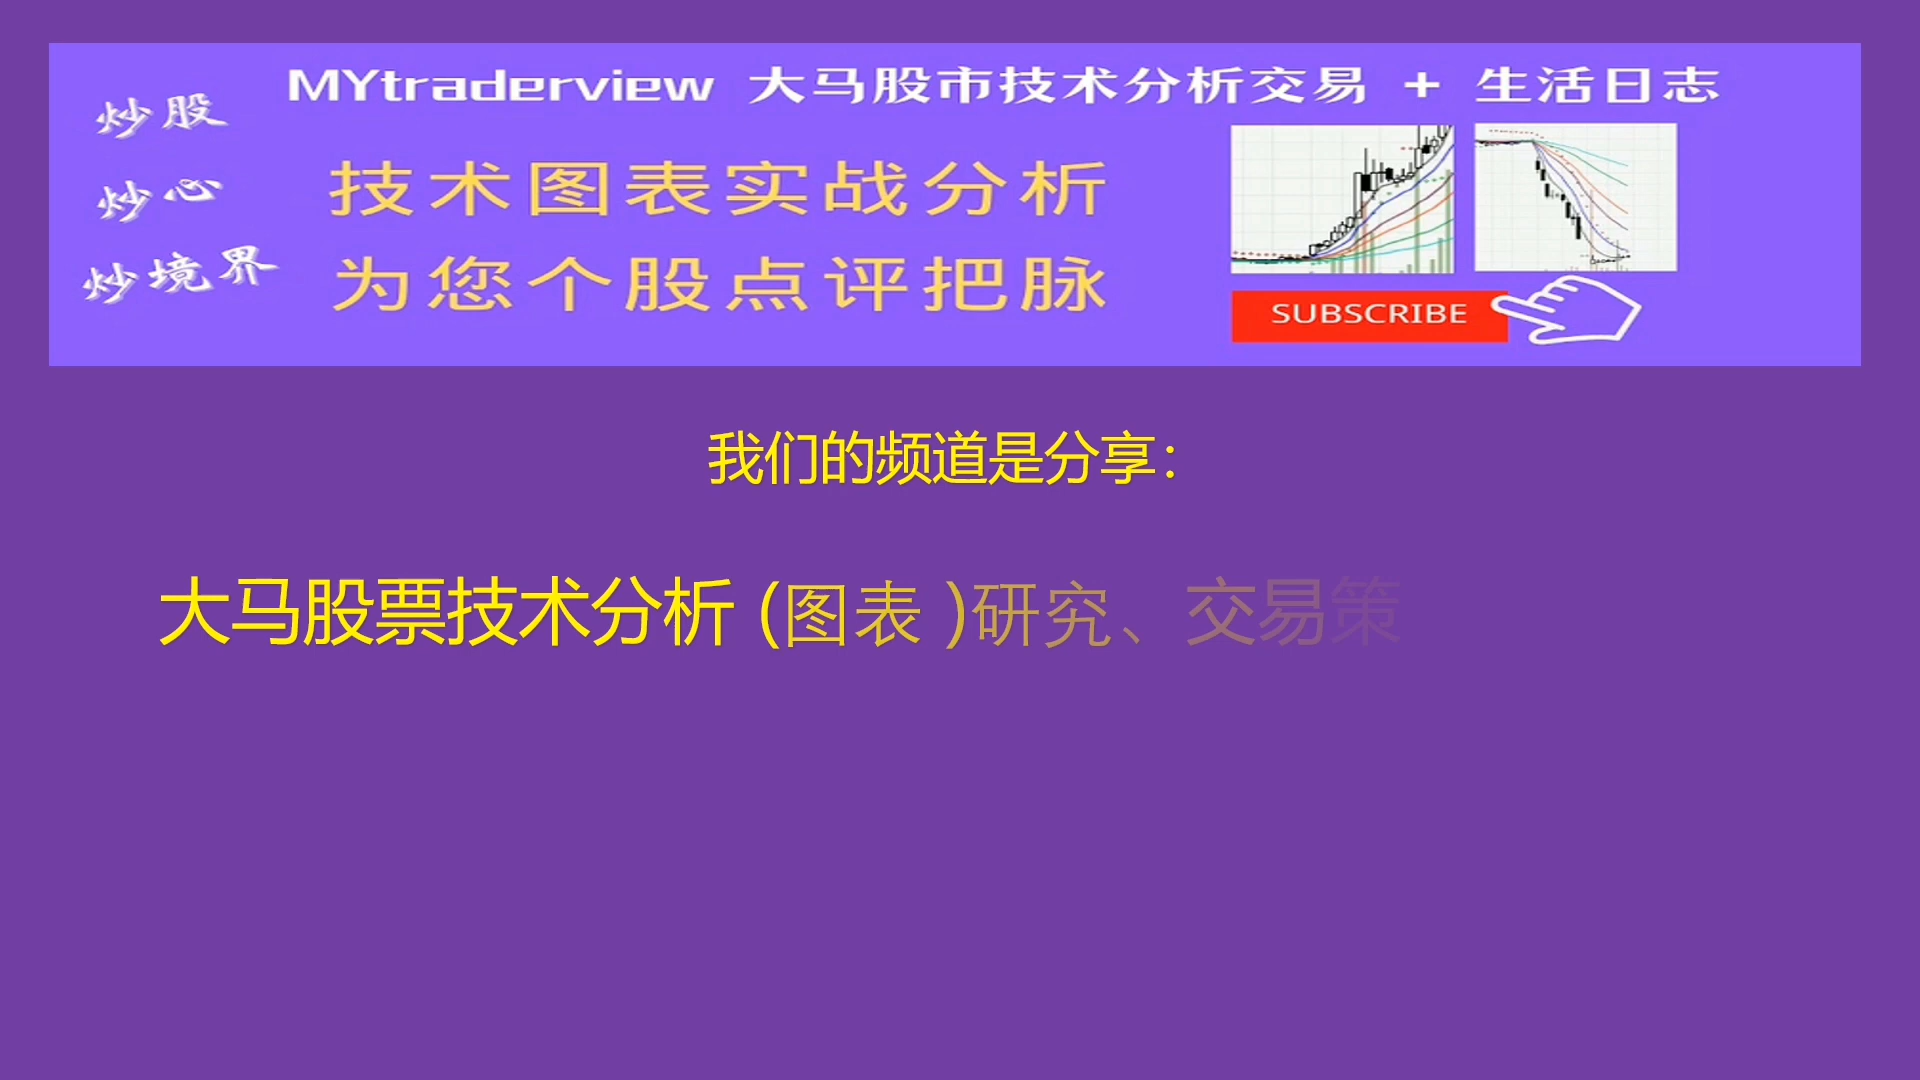 MYtraderview 大马股市技术分析交易 + 生活日志
炒股
炒心
炒境界
技术图表实战分析
为您个股点评把脉
SUBSCRIBE
我们的频道是分享：
大马股票技术分析 (图表 )研究、交易策